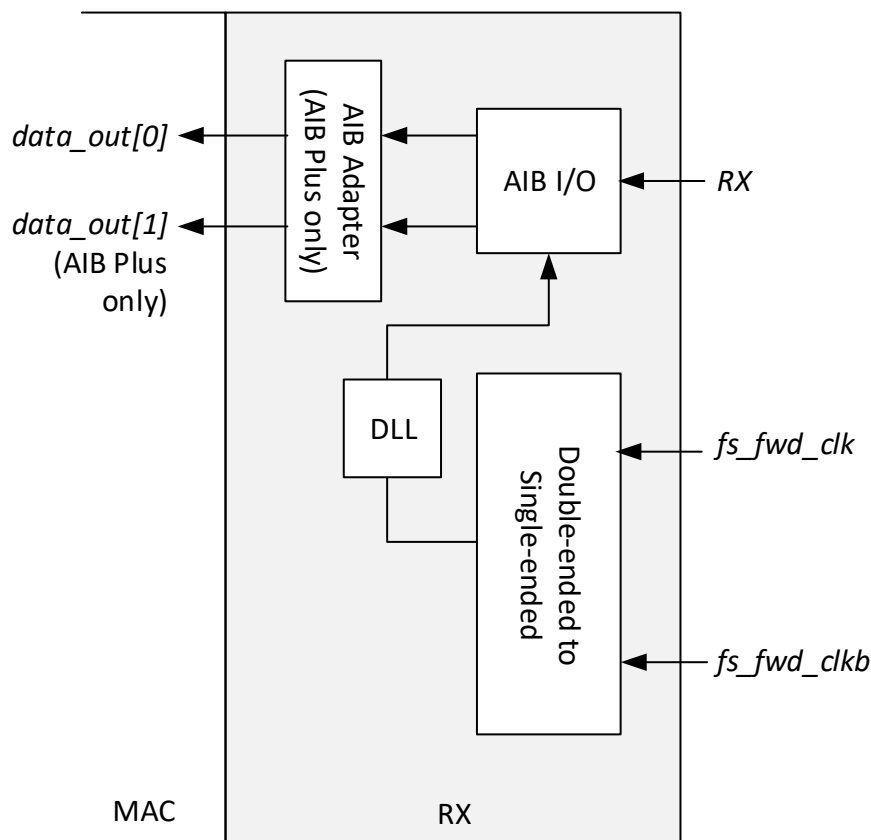 data_out[0]
data_out[1]
(AIB Plus
only)
AIB Adapter
(AIB Plus only)
AIB I/O
RX
DLL
Double-ended to
Single-ended
fs_fwd_clk
fs_fwd_clkb
MAC
RX